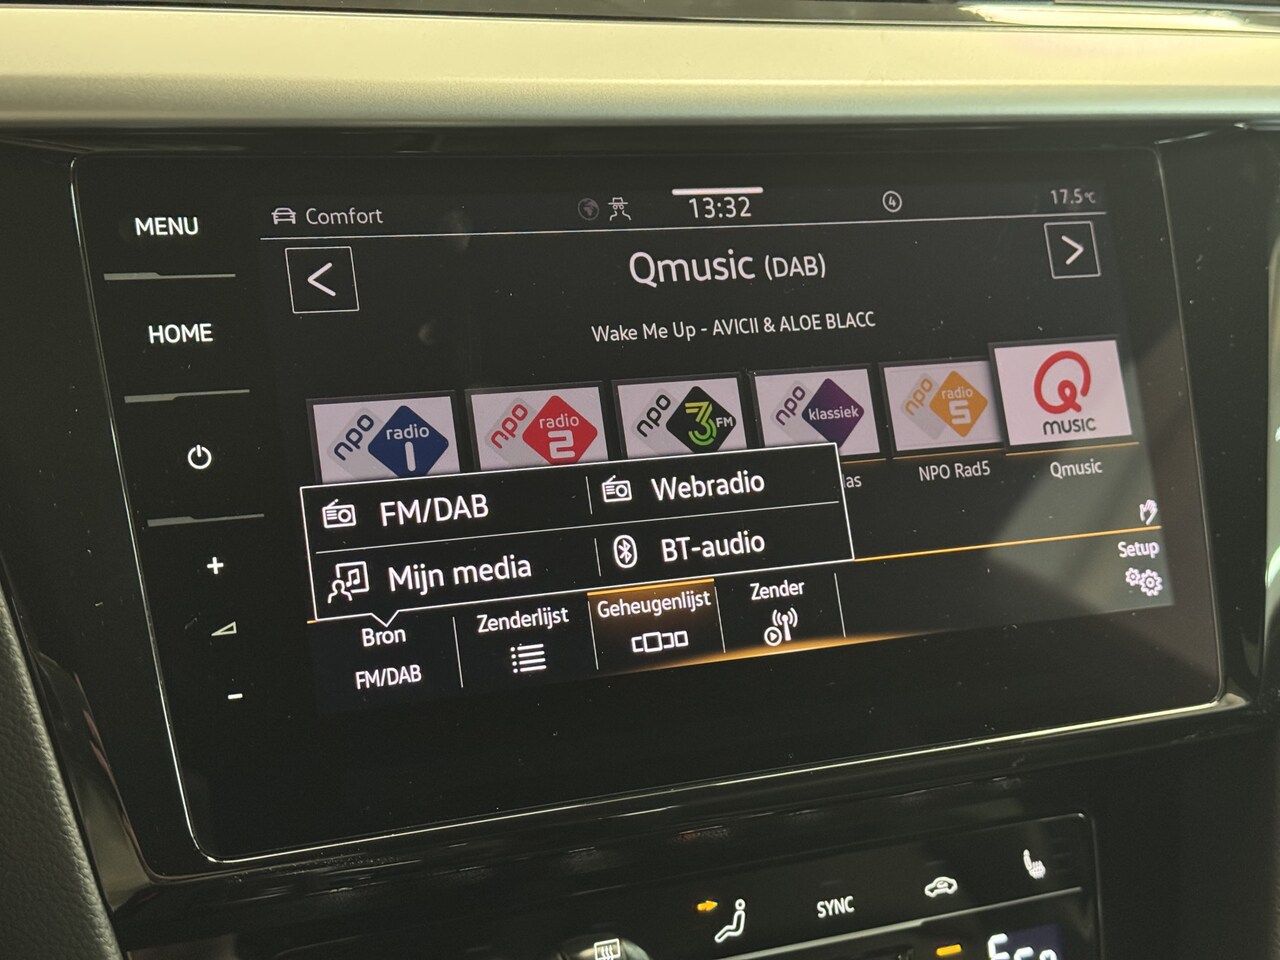 MENU
HOME
Comfort
13:32
4
17.5°C
Qmusic (DAB)
Wake Me Up - AVICII & ALOE BLACC
npo radio 1
npo radio 2
npo 3FM
npo klassiek
npo radio 5
Q MUSIC
las
NPO Rad5
Qmusic
FM/DAB
Webradio
Mijn media
BT-audio
Setup
Bron
FM/DAB
Zenderlijst
Geheugenlijst
Zender
SYNC